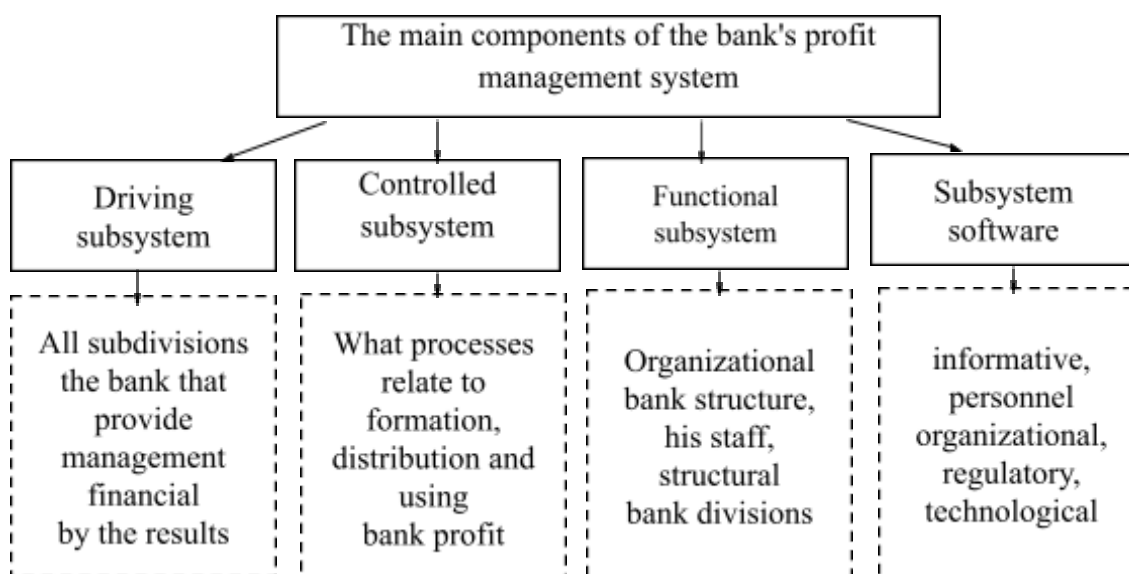 The main components of the bank's profit
management system
Driving
subsystem
Controlled
subsystem
Functional
subsystem
Subsystem
software
All subdivisions
the bank that
provide
management
financial
by the results
What processes
relate to
formation,
distribution and
using
bank profit
Organizational
bank structure,
his staff,
structural
bank divisions
informative,
personnel
organizational,
regulatory,
technological